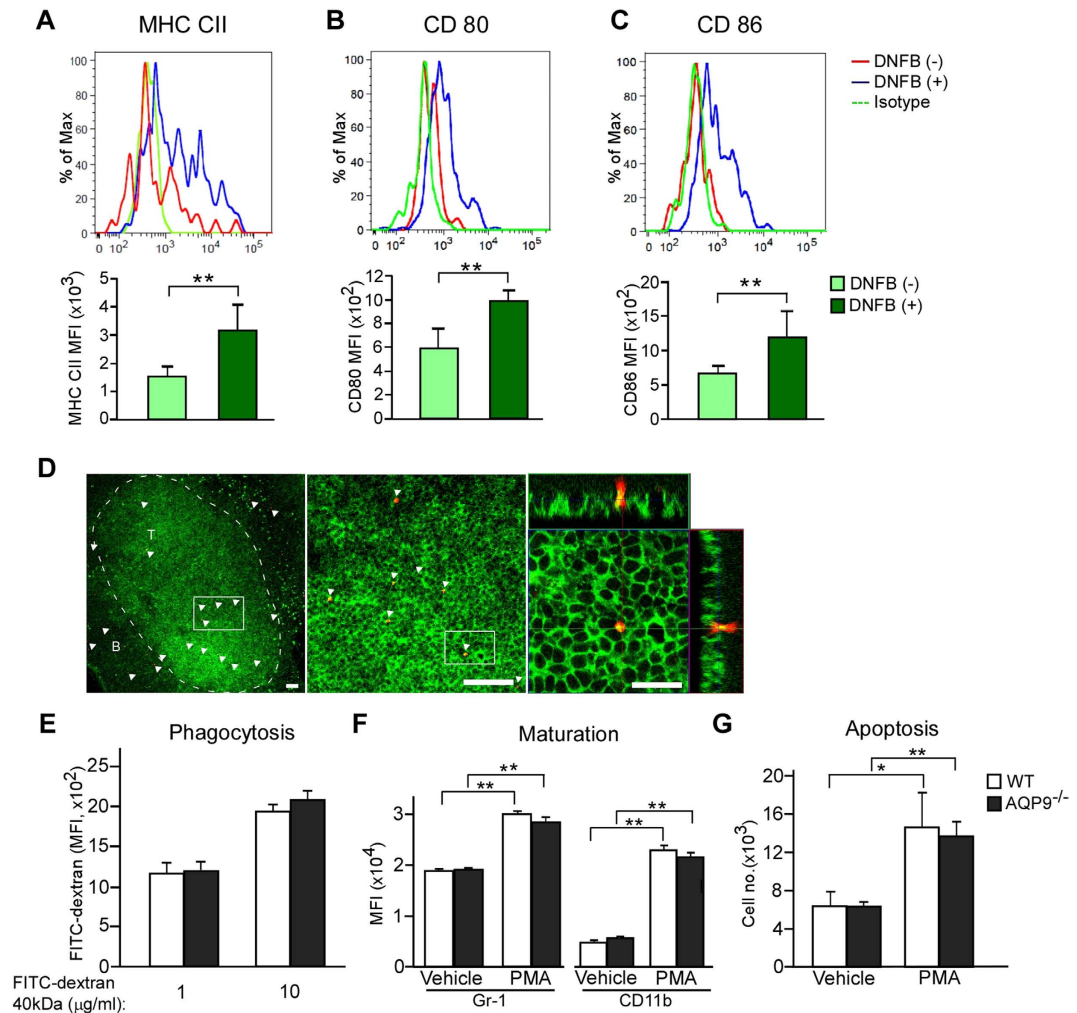 A
MHC CII
% of Max
100
80
60
40
20
0
0 10² 10³ 10⁴ 10⁵
B
CD 80
% of Max
100
80
60
40
20
0
0 10² 10³ 10⁴ 10⁵
C
CD 86
% of Max
100
80
60
40
20
0
0 10² 10³ 10⁴ 10⁵
DNFB (-)
DNFB (+)
Isotype
MHC CII MFI (x10³)
5
4
3
2
1
0
**
CD80 MFI (x10²)
12
10
8
6
4
2
0
**
CD86 MFI (x10²)
20
15
10
5
0
**
DNFB (-)
DNFB (+)
D
T
B
E
Phagocytosis
FITC-dextran (MFI, x10²)
20
15
10
5
0
FITC-dextran
40kDa (µg/ml):
1 10
F
Maturation
MFI (x10⁴)
3
2
1
0
** **
** **
Vehicle PMA Vehicle PMA
Gr-1 CD11b
G
Apoptosis
Cell no.(x10³)
20
16
12
8
4
0
**
*
Vehicle PMA
WT
AQP9⁻/⁻